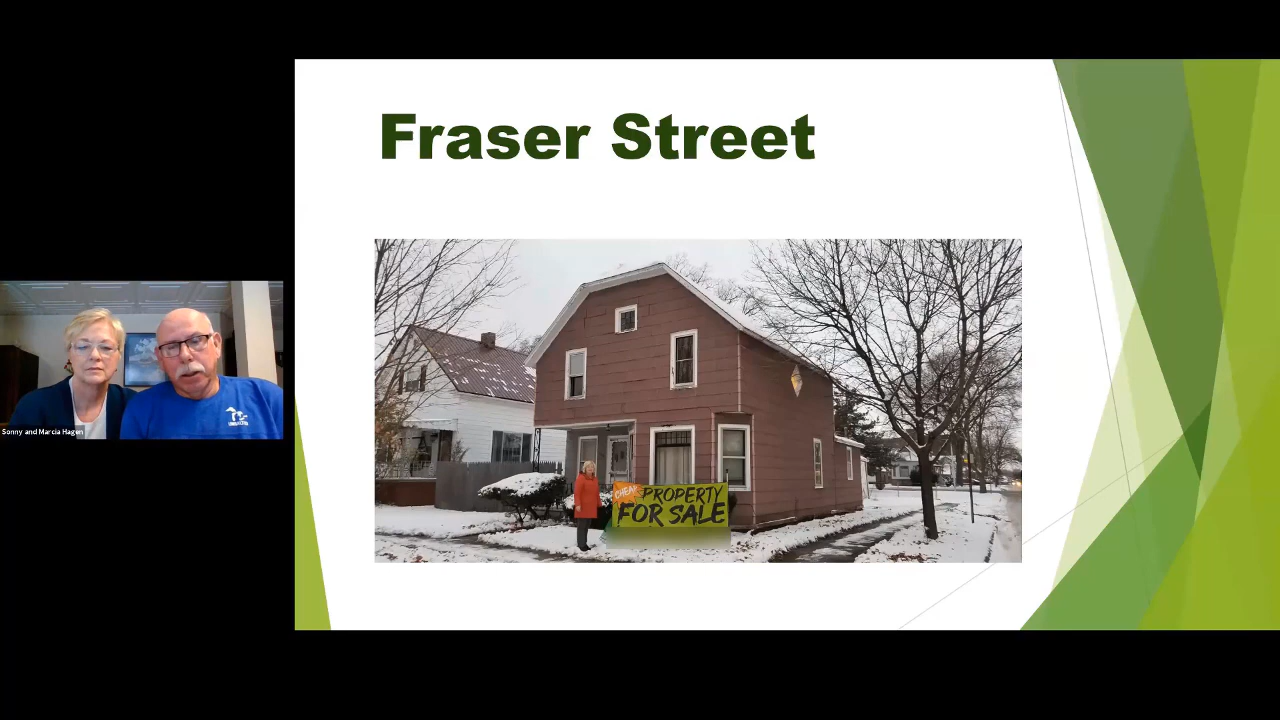 Fraser Street
CHEAP
PROPERTY
FOR SALE
Sonny and Marcia Hagen